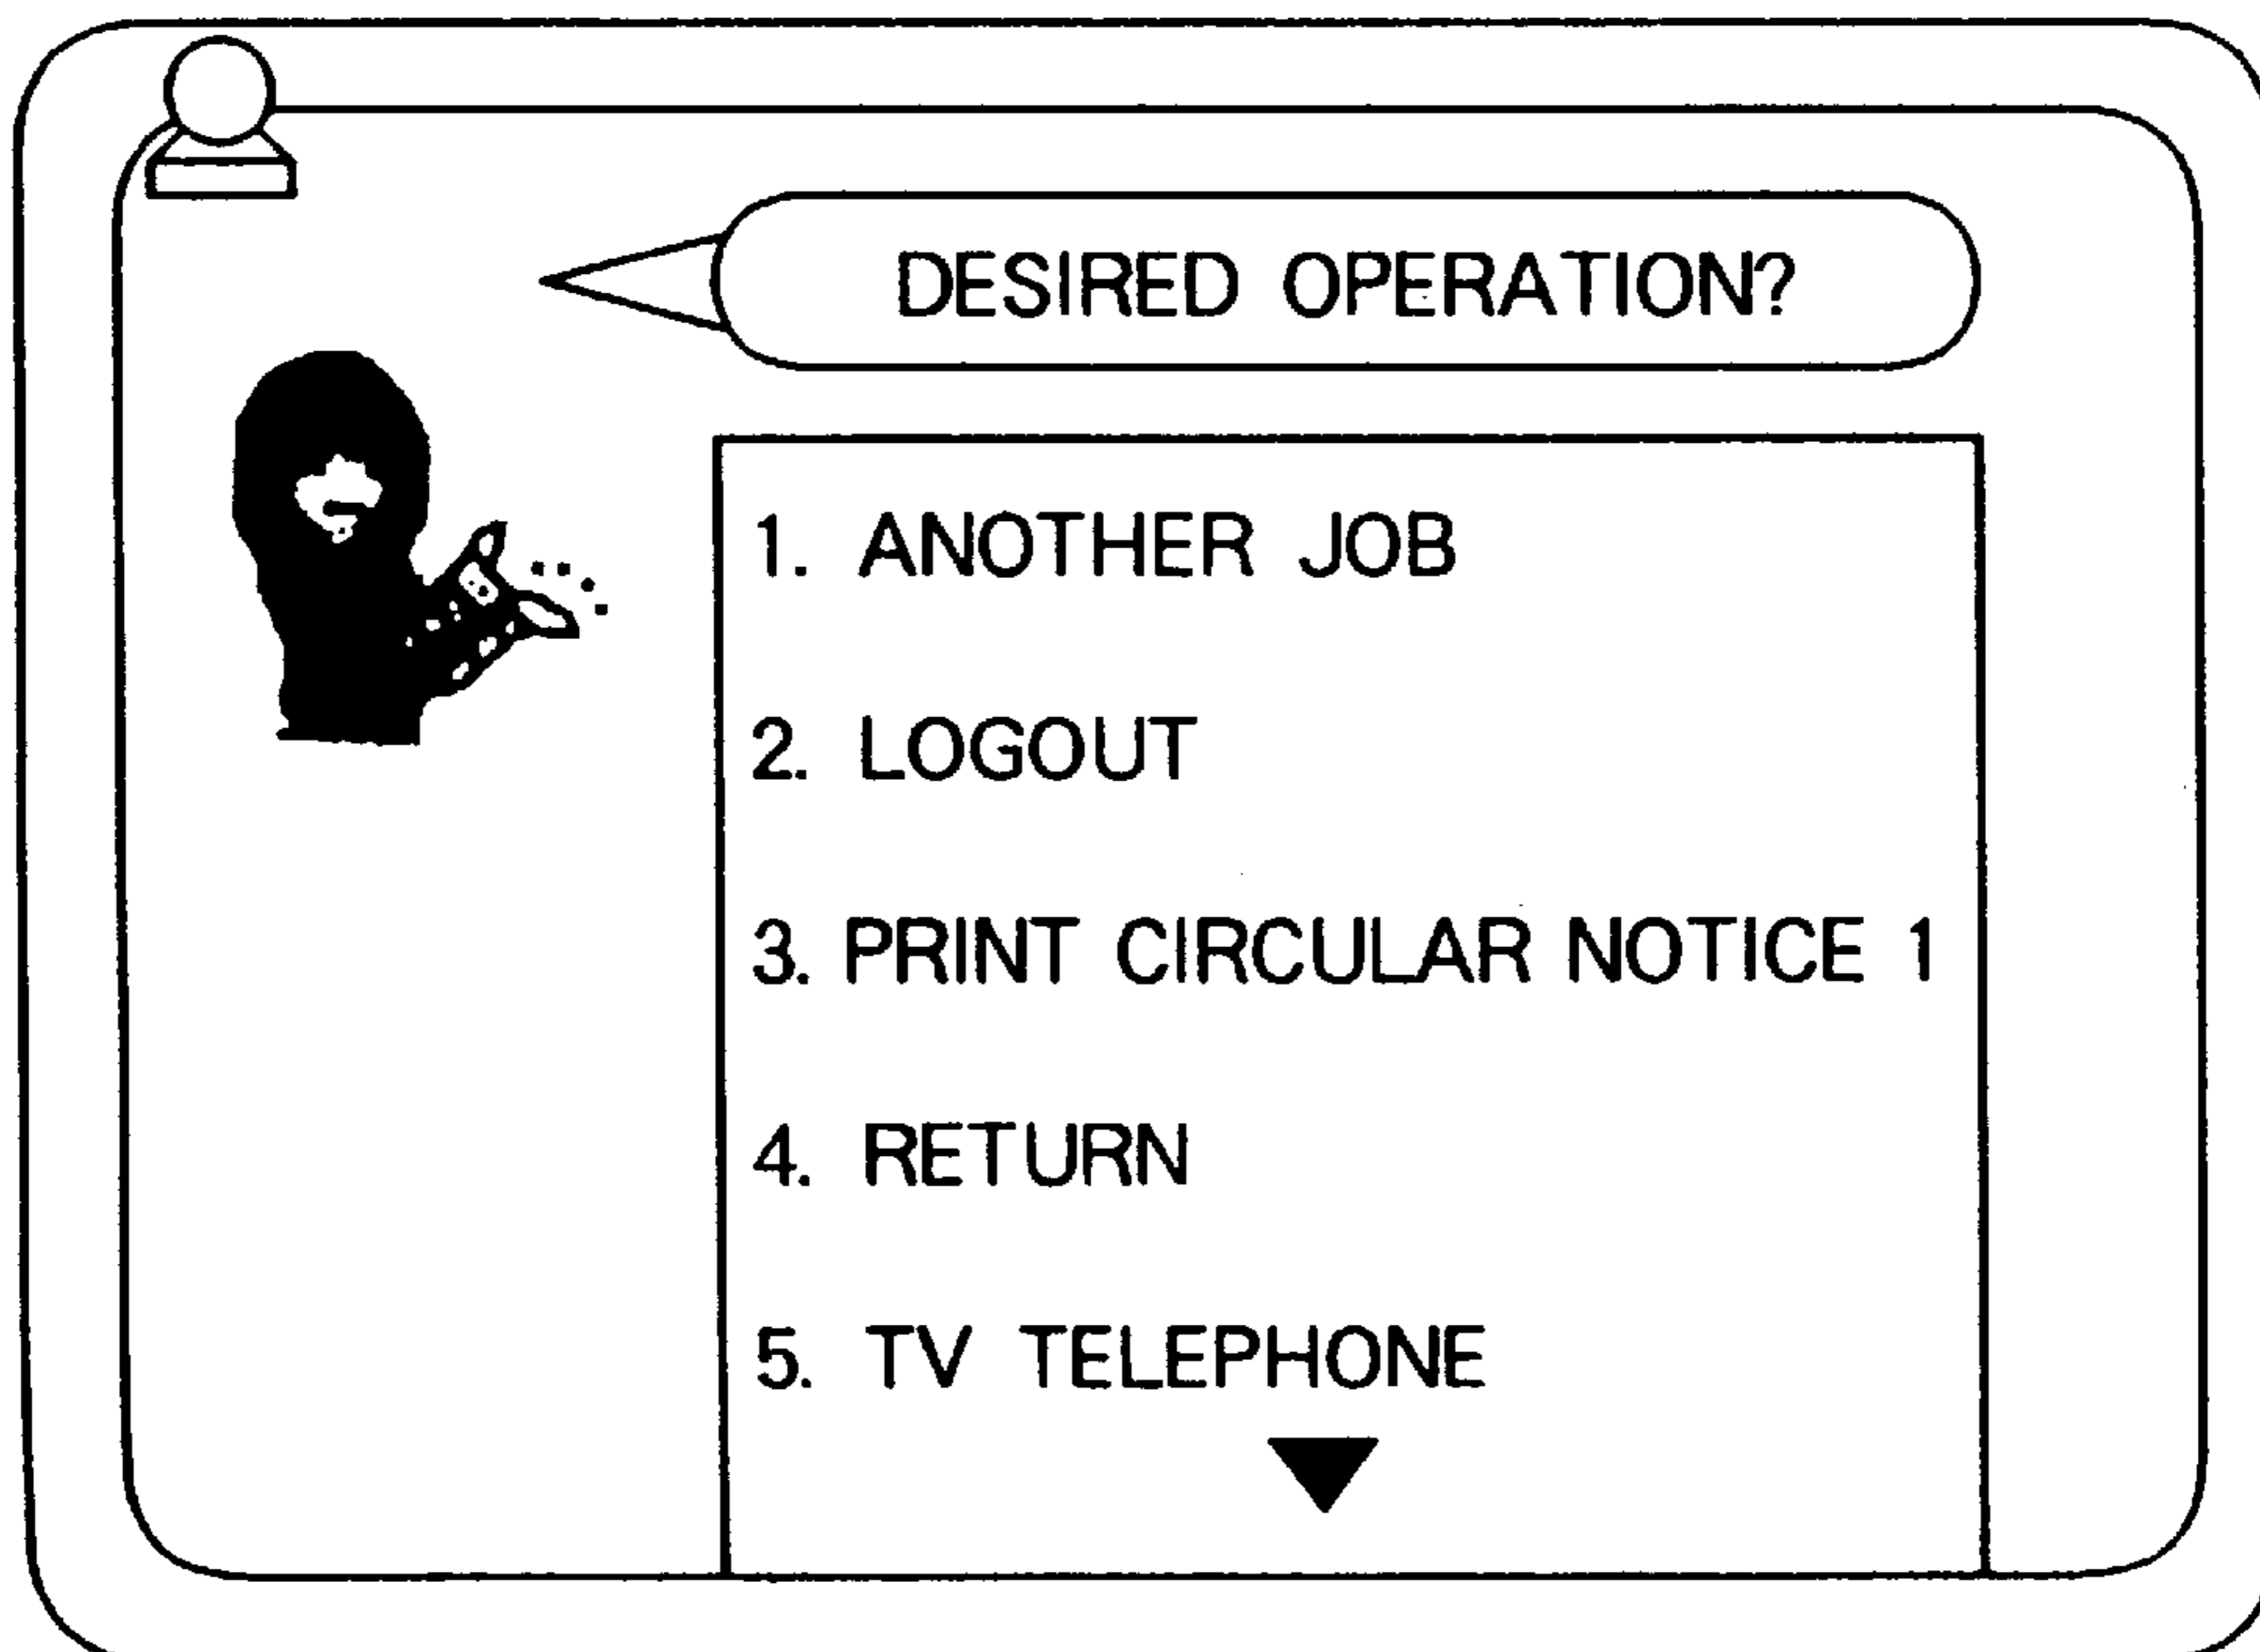 DESIRED OPERATION?
1. ANOTHER JOB
2. LOGOUT
3. PRINT CIRCULAR NOTICE 1
4. RETURN
5. TV TELEPHONE